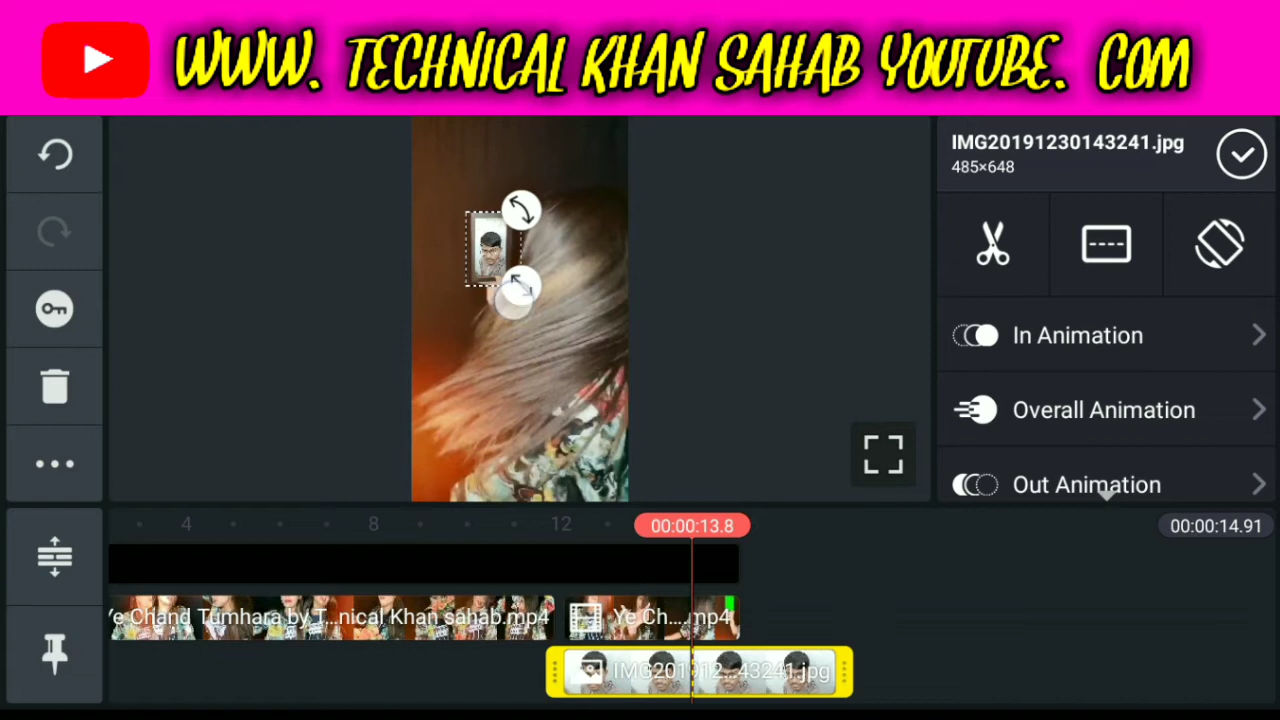 WWW. TECHNICAL KHAN SAHAB YOUTUBE. COM
IMG20191230143241.jpg
485×648
In Animation
Overall Animation
Out Animation
4
8
12
00:00:13.8
00:00:14.91
Ye Chand Tumhara by T...nical Khan sahab.mp4
Ye Ch....mp4
IMG201912...43241.jpg